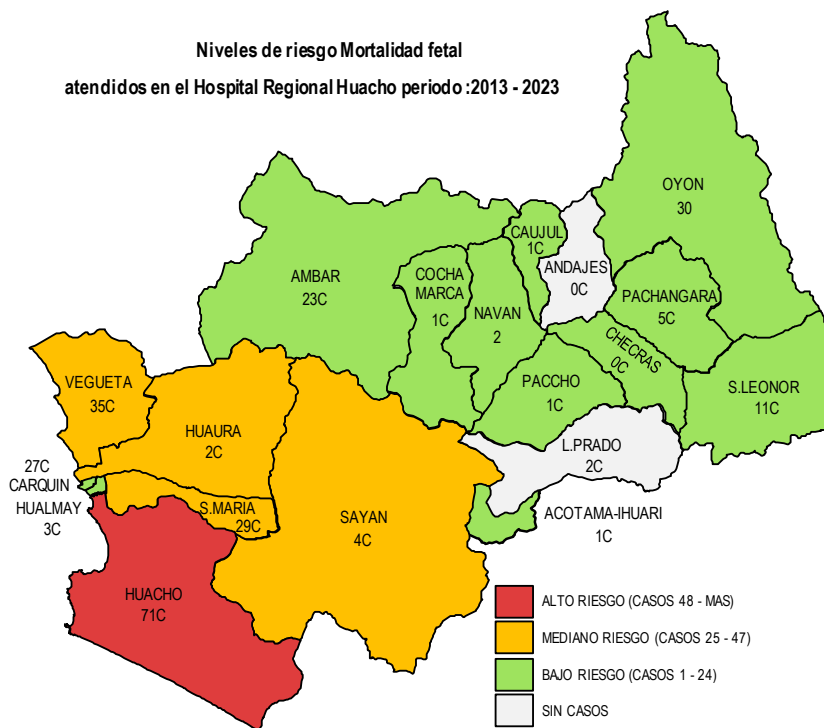 Niveles de riesgo Mortalidad fetal
atendidos en el Hospital Regional Huacho periodo :2013 - 2023
OYON
30
CAUJUL
1C
ANDAJES
0C
AMBAR
23C
COCHA
MARCA
1C
NAVAN
2
PACHANGARA
5C
CHECRAS
0C
VEGUETA
35C
PACCHO
1C
S.LEONOR
11C
HUAURA
2C
L.PRADO
2C
27C
CARQUIN
HUALMAY
3C
S.MARIA
29C
SAYAN
4C
ACOTAMA-IHUARI
1C
HUACHO
71C
ALTO RIESGO (CASOS 48 - MAS)
MEDIANO RIESGO (CASOS 25 - 47)
BAJO RIESGO (CASOS 1 - 24)
SIN CASOS